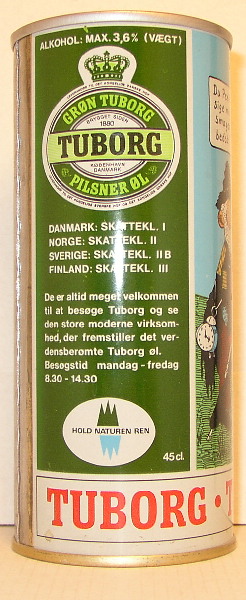 ALKOHOL: MAX. 3,6% (VÆGT)
GRØN TUBORG
BRYGGET SIDEN
1880
TUBORG
KØBENHAVN
DANMARK
PILSNER ØL
DANMARK: SKATTEKL. I
NORGE: SKATTEKL. II
SVERIGE: SKATTEKL. II B
FINLAND: SKATTEKL. III
De er altid meget velkommen
til at besøge Tuborg og se
den store moderne virksom-
hed, der fremstiller det ver-
densberømte Tuborg øl.
Besøgstid mandag - fredag
8.30 - 14.30
HOLD NATUREN REN
45 cl.
TUBORG •